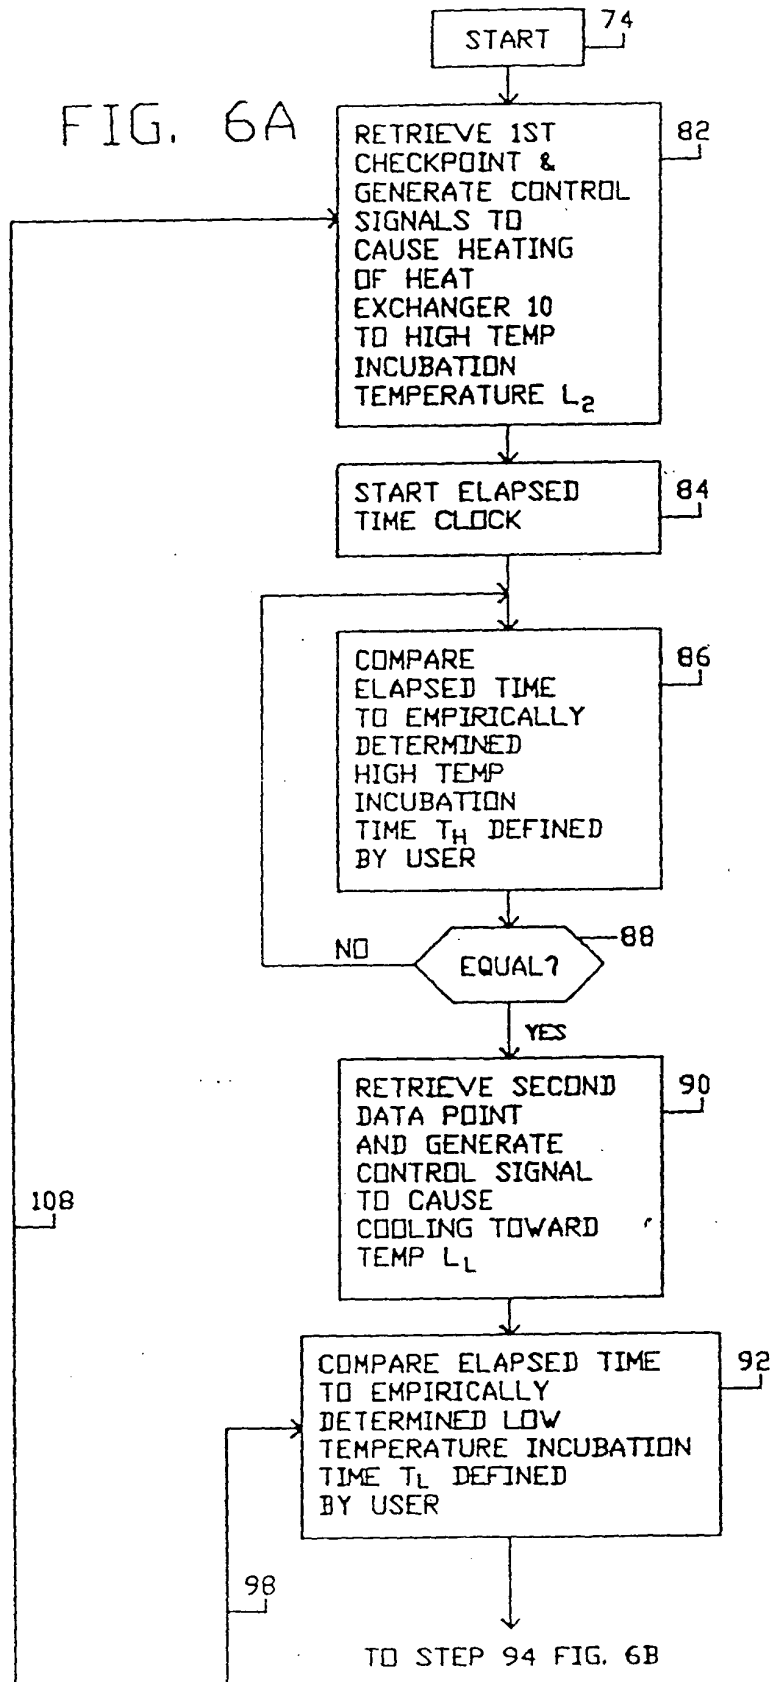 START
74
FIG. 6A
RETRIEVE 1ST
CHECKPOINT &
GENERATE CONTROL
SIGNALS TO
CAUSE HEATING
OF HEAT
EXCHANGER 10
TO HIGH TEMP
INCUBATION
TEMPERATURE L2
82
START ELAPSED
TIME CLOCK
84
COMPARE
ELAPSED TIME
TO EMPIRICALLY
DETERMINED
HIGH TEMP
INCUBATION
TIME TH DEFINED
BY USER
86
NO
EQUAL?
88
YES
RETRIEVE SECOND
DATA POINT
AND GENERATE
CONTROL SIGNAL
TO CAUSE
COOLING TOWARD
TEMP LL
90
108
COMPARE ELAPSED TIME
TO EMPIRICALLY
DETERMINED LOW
TEMPERATURE INCUBATION
TIME TL DEFINED
BY USER
92
98
TO STEP 94 FIG. 6B